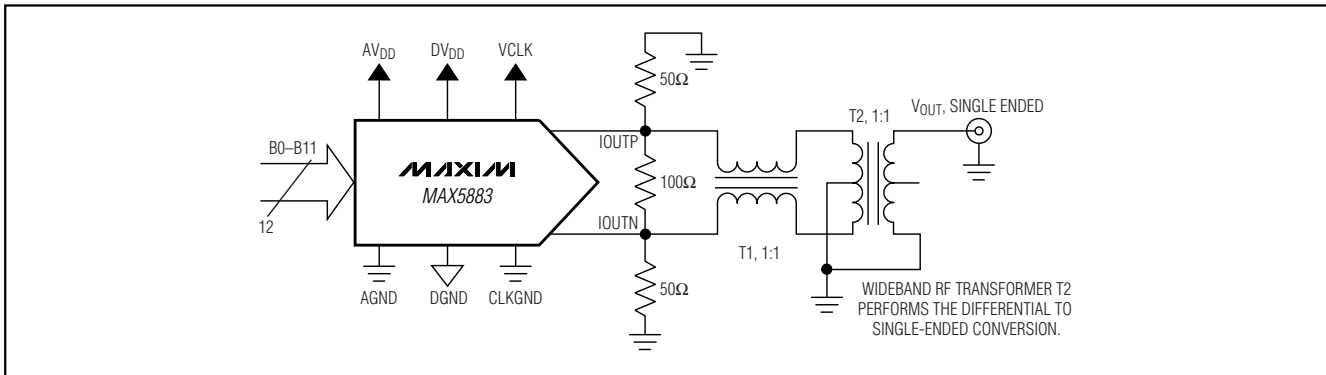 AVDD
DVDD
VCLK
50Ω
VOUT, SINGLE ENDED
T2, 1:1
IOUTP
B0–B11
MAXIM
MAX5883
100Ω
12
IOUTN
T1, 1:1
50Ω
AGND
DGND
CLKGND
WIDEBAND RF TRANSFORMER T2
PERFORMS THE DIFFERENTIAL TO
SINGLE-ENDED CONVERSION.